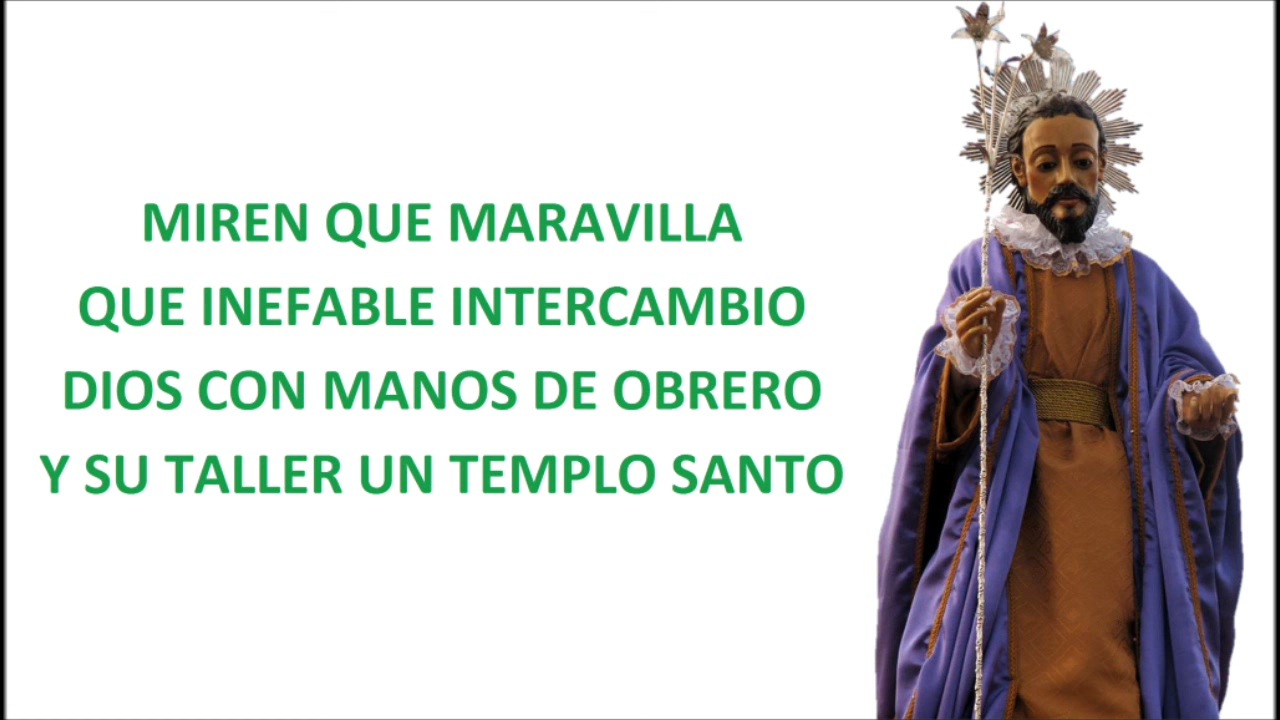 MIREN QUE MARAVILLA
QUE INEFABLE INTERCAMBIO
DIOS CON MANOS DE OBRERO
Y SU TALLER UN TEMPLO SANTO